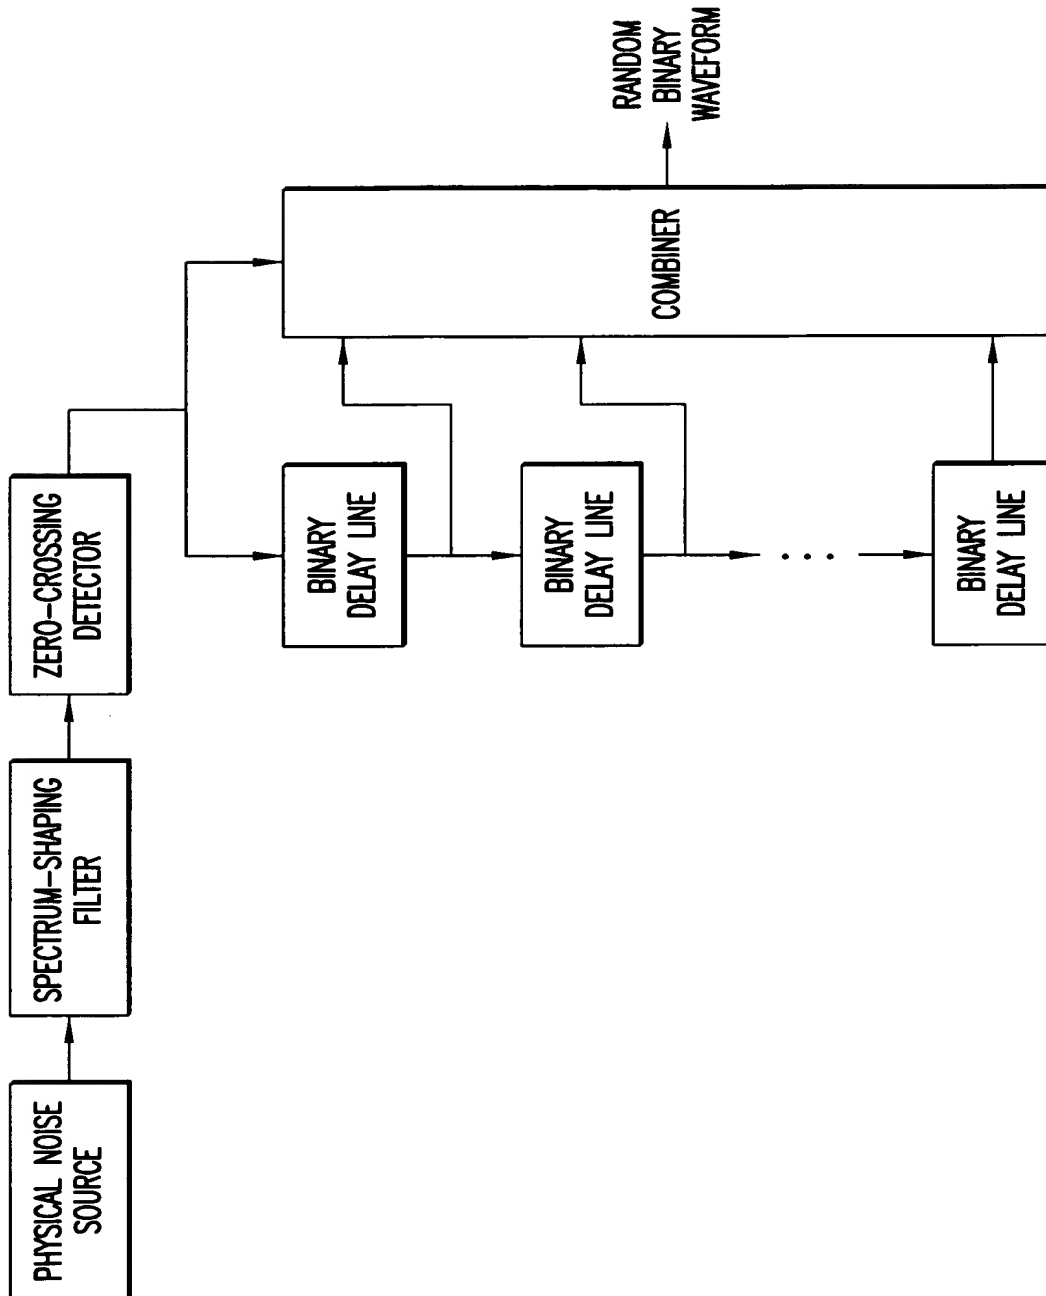 PHYSICAL NOISE
SOURCE
SPECTRUM-SHAPING
FILTER
ZERO-CROSSING
DETECTOR
BINARY
DELAY LINE
BINARY
DELAY LINE
...
BINARY
DELAY LINE
COMBINER
RANDOM
BINARY
WAVEFORM